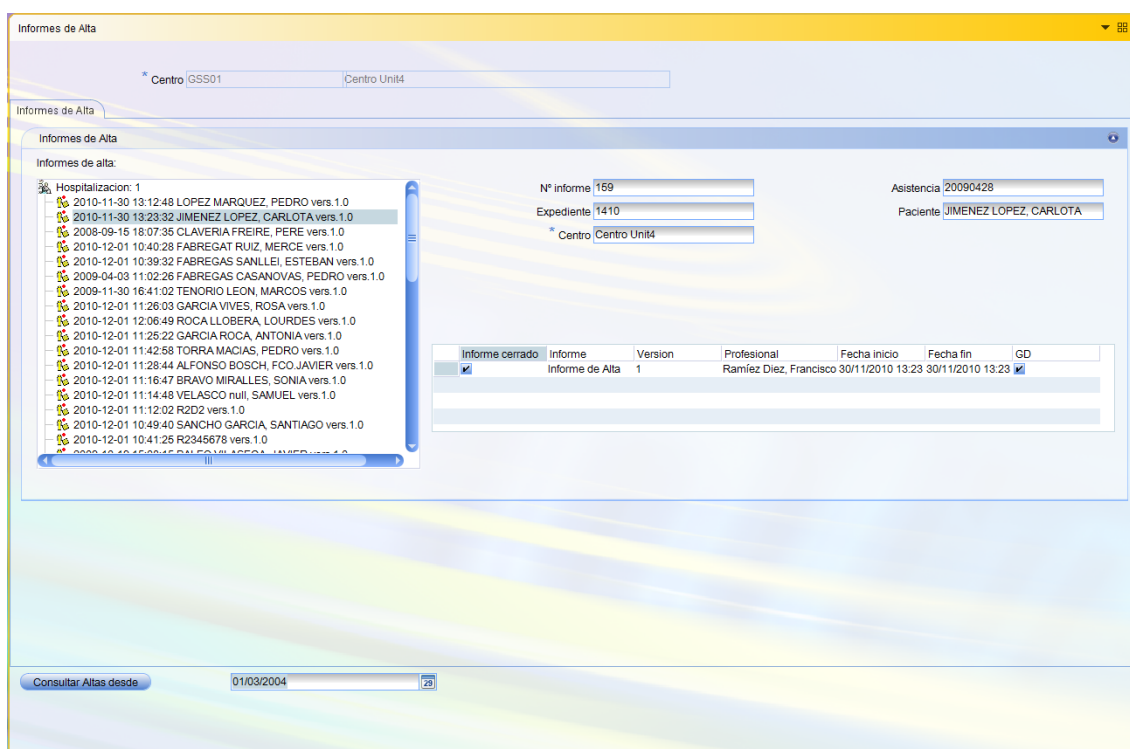 Informes de Alta
* Centro GSS01 Centro Unit4
Informes de Alta
Informes de Alta
Informes de alta:
Hospitalizacion: 1
2010-11-30 13:12:48 LOPEZ MARQUEZ, PEDRO vers.1.0
2010-11-30 13:23:32 JIMENEZ LOPEZ, CARLOTA vers.1.0
2008-09-15 18:07:35 CLAVERIA FREIRE, PERE vers.1.0
2010-12-01 10:40:28 FABREGAT RUIZ, MERCE vers.1.0
2010-12-01 10:39:32 FABREGAS SANLLEI, ESTEBAN vers.1.0
2009-04-03 11:02:26 FABREGAS CASANOVAS, PEDRO vers.1.0
2009-11-30 16:41:02 TENORIO LEON, MARCOS vers.1.0
2010-12-01 11:26:03 GARCIA VIVES, ROSA vers.1.0
2010-12-01 12:06:49 ROCA LLOBERA, LOURDES vers.1.0
2010-12-01 11:25:22 GARCIA ROCA, ANTONIA vers.1.0
2010-12-01 11:42:58 TORRA MACIAS, PEDRO vers.1.0
2010-12-01 11:28:44 ALFONSO BOSCH, FCO.JAVIER vers.1.0
2010-12-01 11:16:47 BRAVO MIRALLES, SONIA vers.1.0
2010-12-01 11:14:48 VELASCO null, SAMUEL vers.1.0
2010-12-01 11:12:02 R2D2 vers.1.0
2010-12-01 10:49:40 SANCHO GARCIA, SANTIAGO vers.1.0
2010-12-01 10:41:25 R2345678 vers.1.0
Nº informe 159 Asistencia 20090428
Expediente 1410 Paciente JIMENEZ LOPEZ, CARLOTA
* Centro Centro Unit4
Informe cerrado Informe Version Profesional Fecha inicio Fecha fin GD
Informe de Alta 1 Ramíez Diez, Francisco 30/11/2010 13:23 30/11/2010 13:23
Consultar Altas desde 01/03/2004 29